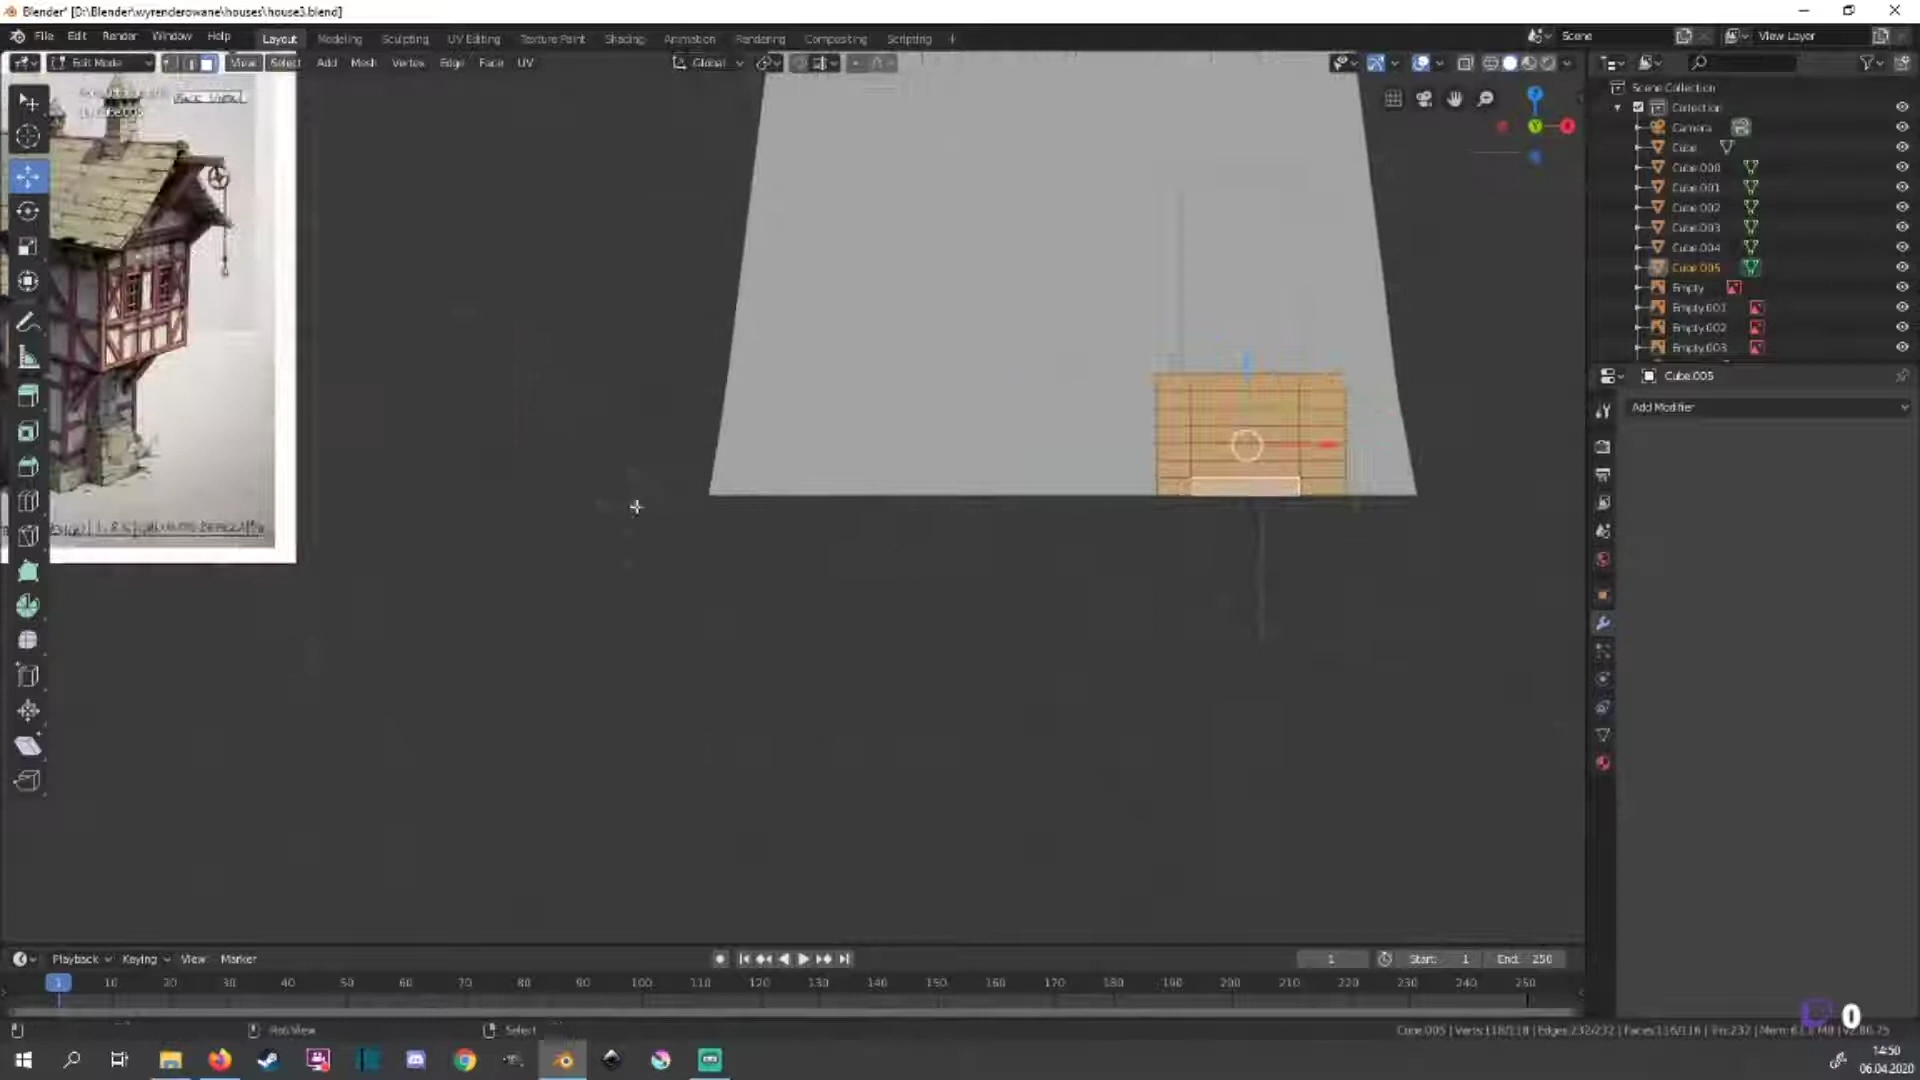 Blender* [D:\Blender\wyrenderowane\houses\house3.blend]
File Edit Render Window Help Layout Modeling Sculpting UV Editing Texture Paint Shading Animation Rendering Compositing Scripting + Scene View Layer
Edit Mode View Select Add Mesh Vertex Edge Face UV Global
Scene Collection
Collection
Camera
Cube
Cube.000
Cube.001
Cube.002
Cube.003
Cube.004
Cube.005
Empty
Empty.001
Empty.002
Empty.003
Cube.005
Add Modifier
Playback Keying View Marker 1 Start: 1 End: 250
1 10 20 30 40 50 60 70 80 90 100 110 120 130 140 150 160 170 180 190 200 210 220 230 240 250
0
Select
Cube.005 | Verts:118/118 | Edges:232/232 | Faces:116/116 | Tris:232
14:50
06.04.2020